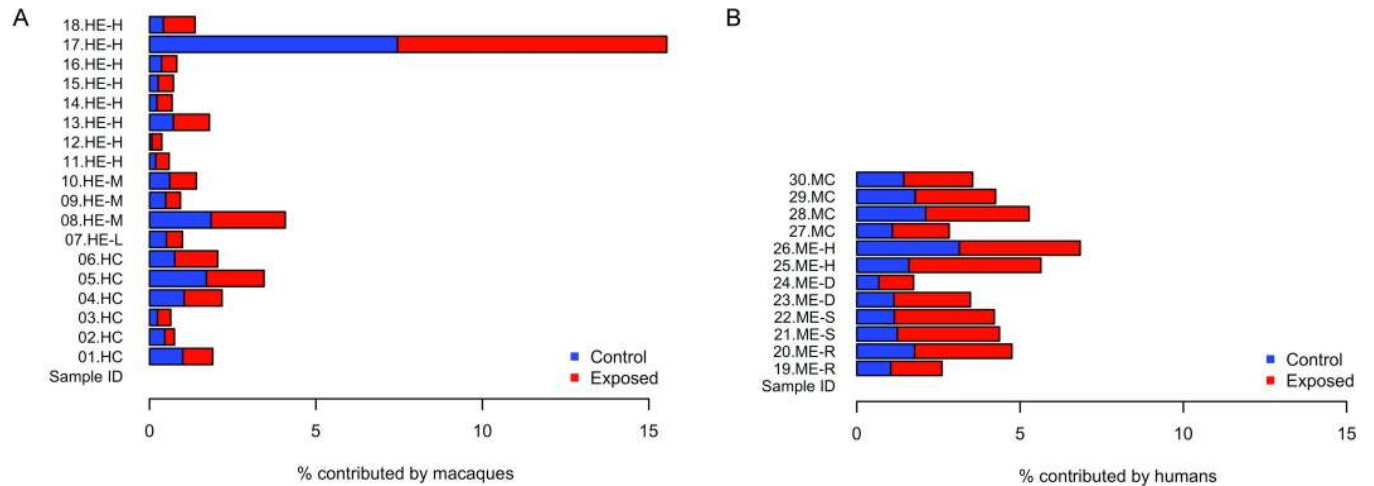 A
18.HE-H
17.HE-H
16.HE-H
15.HE-H
14.HE-H
13.HE-H
12.HE-H
11.HE-H
10.HE-M
09.HE-M
08.HE-M
07.HE-L
06.HC
05.HC
04.HC
03.HC
02.HC
01.HC
Sample ID
Control
Exposed
0 5 10 15
% contributed by macaques
B
30.MC
29.MC
28.MC
27.MC
26.ME-H
25.ME-H
24.ME-D
23.ME-D
22.ME-S
21.ME-S
20.ME-R
19.ME-R
Sample ID
Control
Exposed
0 5 10 15
% contributed by humans